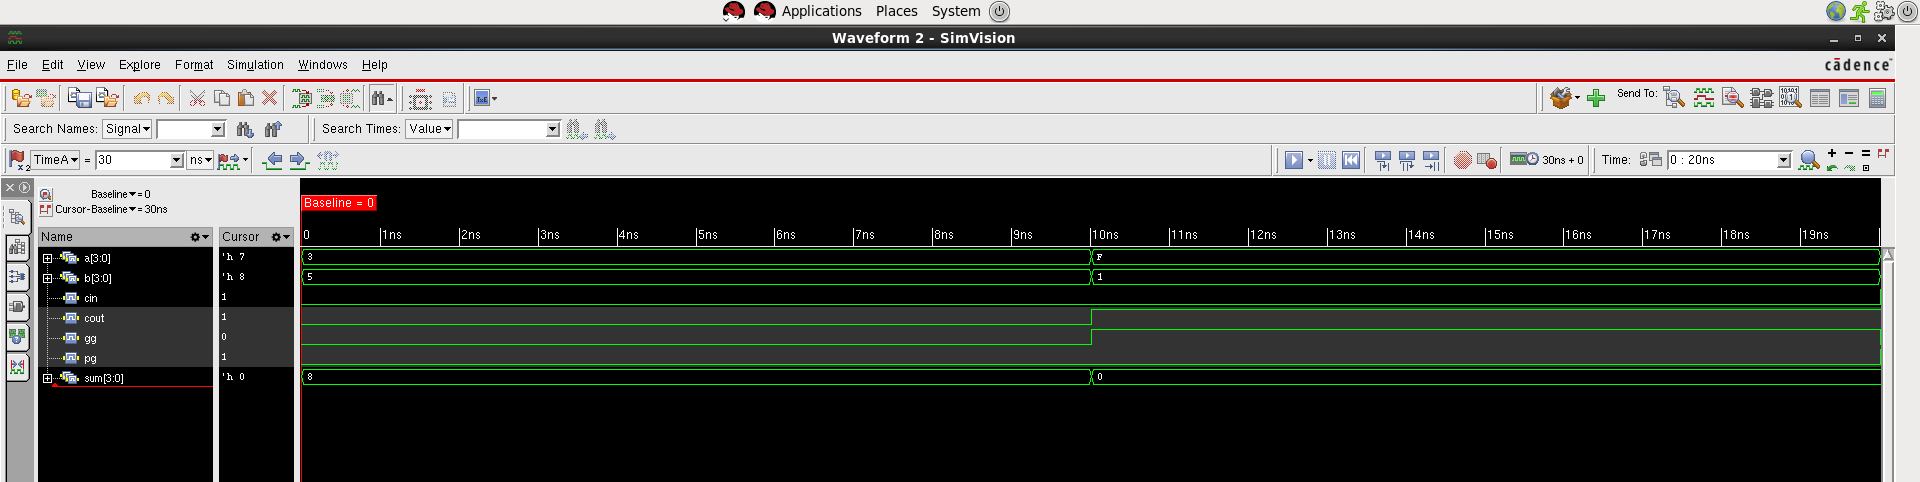 Applications Places System
Waveform 2 - SimVision
File Edit View Explore Format Simulation Windows Help
cādence
Send To:
Search Names: Signal Search Times: Value
x2 TimeA = 30 ns 30ns + 0 Time: 0 : 20ns
Baseline = 0
Cursor-Baseline = 30ns
Baseline = 0
Name Cursor 0 1ns 2ns 3ns 4ns 5ns 6ns 7ns 8ns 9ns 10ns 11ns 12ns 13ns 14ns 15ns 16ns 17ns 18ns 19ns
a[3:0] 'h 7 3 F
b[3:0] 'h 8 5 1
cin 1
cout 1
gg 0
pg 1
sum[3:0] 'h 0 8 0